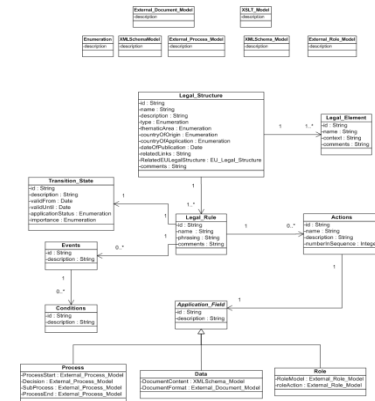 External_Document_Model
-description
XSLT_Model
-description
Enumeration
-description
XMLSchemaModel
-description
External_Process_Model
-description
XMLSchema_Model
-description
External_Role_Model
-description
Legal_Structure
-id : String
-name : String
-description : String
-type : Enumeration
-thematicArea : Enumeration
-countryOfOrigin : Enumeration
-countryOfApplication : Enumeration
-dateOfPublication : Date
-relatedLinks : String
-RelatedEULegalStructure : EU_Legal_Structure
-comments : String
1
1..*
Legal_Element
-id : String
-name : String
-context : String
-comments : String
1
1..*
Transition_State
-id : String
-description : String
-validFrom : Date
-validUntil : Date
-applicationStatus : Enumeration
-importance : Enumeration
1
1
Legal_Rule
-id : String
-name : String
-phrasing : String
-comments : String
1
0..*
Actions
-id : String
-name : String
-description : String
-numberInSequence : Integer
Events
-id : String
-description : String
0..*
1
1
1
0..*
Conditions
-id : String
-description : String
Application_Field
-id : String
-description : String
1
Process
-ProcessStart : External_Process_Model
-Decision : External_Process_Model
-SubProcess : External_Process_Model
-ProcessEnd : External_Process_Model
Data
-DocumentContent : XMLSchema_Model
-DocumentFormat : External_Document_Model
Role
-RoleModel : External_Role_Model
-roleAction : External_Role_Model